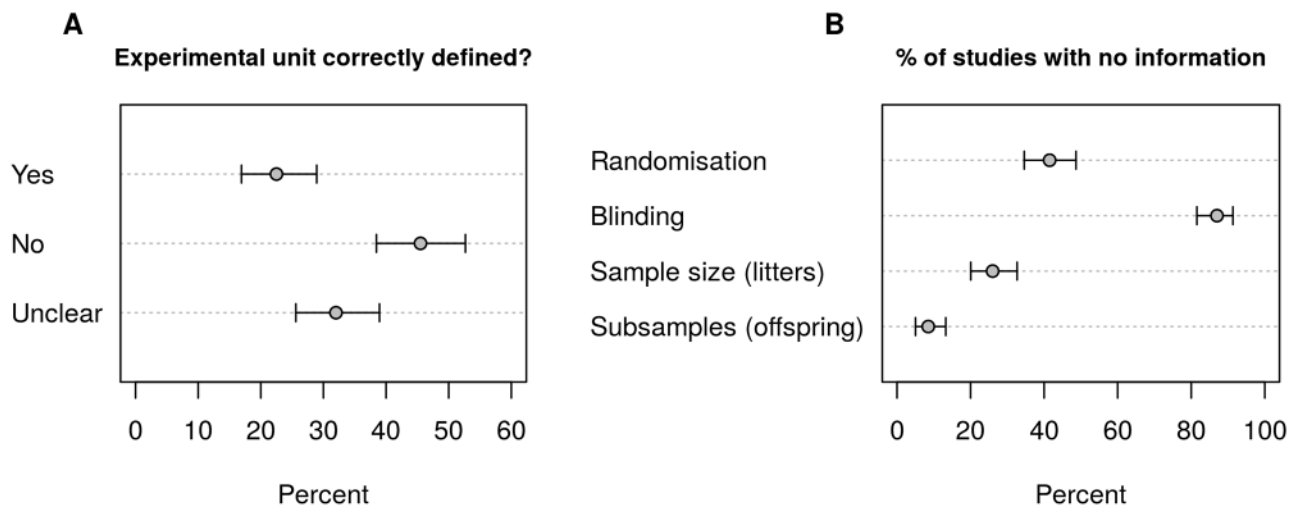 A
Experimental unit correctly defined?
Yes
No
Unclear
0 10 20 30 40 50 60
Percent
B
% of studies with no information
Randomisation
Blinding
Sample size (litters)
Subsamples (offspring)
0 20 40 60 80 100
Percent